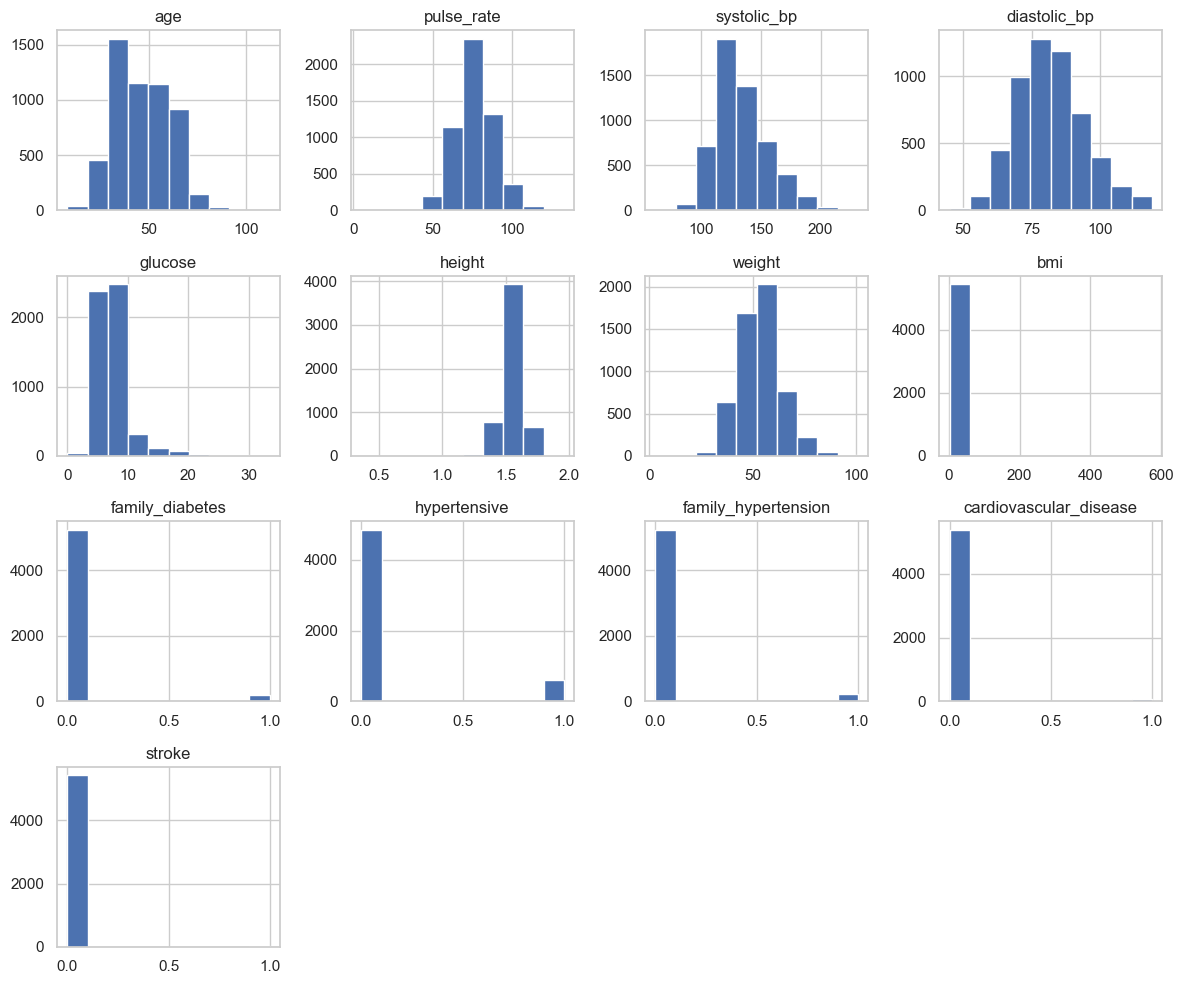 age pulse_rate systolic_bp diastolic_bp
1500 2000 1500 1000
1000 1500 1000 500
500 1000 500 0
0 500 0
0
50 100 0 50 100 100 150 200 50 75 100
glucose height weight bmi
2000 4000 2000 4000
1000 3000 1500 2000
0 2000 1000 0
1000 500
0 0
0 10 20 30 0.5 1.0 1.5 2.0 0 50 100 0 200 400 600
family_diabetes hypertensive family_hypertension cardiovascular_disease
4000 4000 4000 4000
2000 2000 2000 2000
0 0 0 0
0.0 0.5 1.0 0.0 0.5 1.0 0.0 0.5 1.0 0.0 0.5 1.0
stroke
4000
2000
0
0.0 0.5 1.0